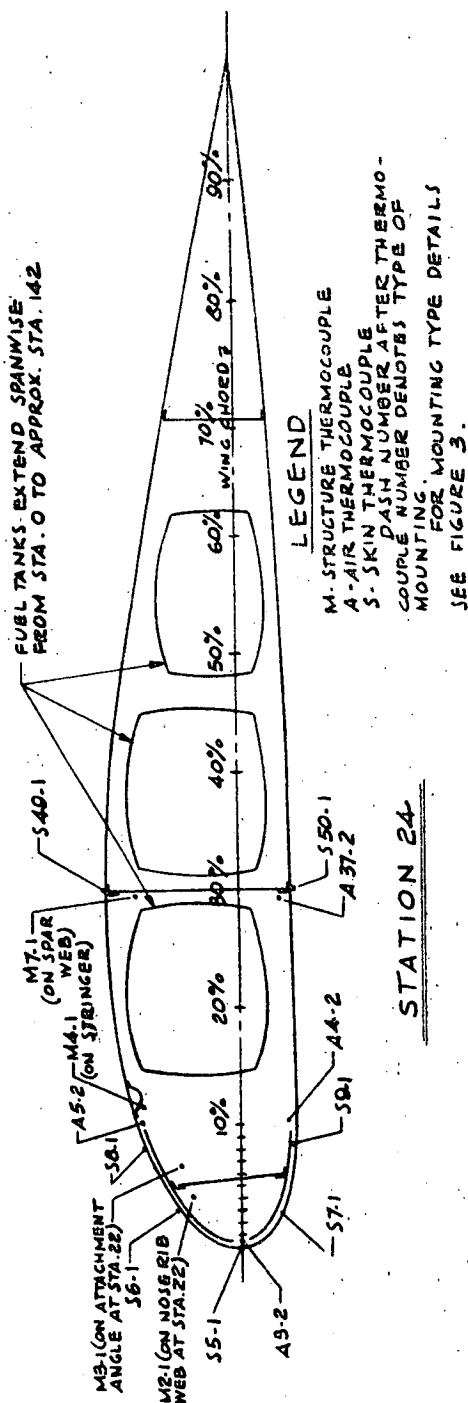 FUEL TANKS EXTEND SPANWISE
FROM STA. 0 TO APPROX. STA. 142
S40-1
M7-1
(ON SPAR
WEB)
M4-1
(ON STRINGER)
A5-2
S8-1
M3-1 (ON ATTACHMENT
ANGLE AT STA. 22)
S6-1
M2-1 (ON NOSE RIB
WEB AT STA. 22)
S5-1
A3-2
S7-1
S9-1
A4-2
A37-2
S50-1
10%
20%
30%
40%
50%
60%
70%
80%
90%
WING CHORD
LEGEND
M- STRUCTURE THERMOCOUPLE
A- AIR THERMOCOUPLE
S- SKIN THERMOCOUPLE
DASH NUMBER AFTER THERMO-
COUPLE NUMBER DENOTES TYPE OF
MOUNTING.
FOR MOUNTING TYPE DETAILS
SEE FIGURE 3.
STATION 24